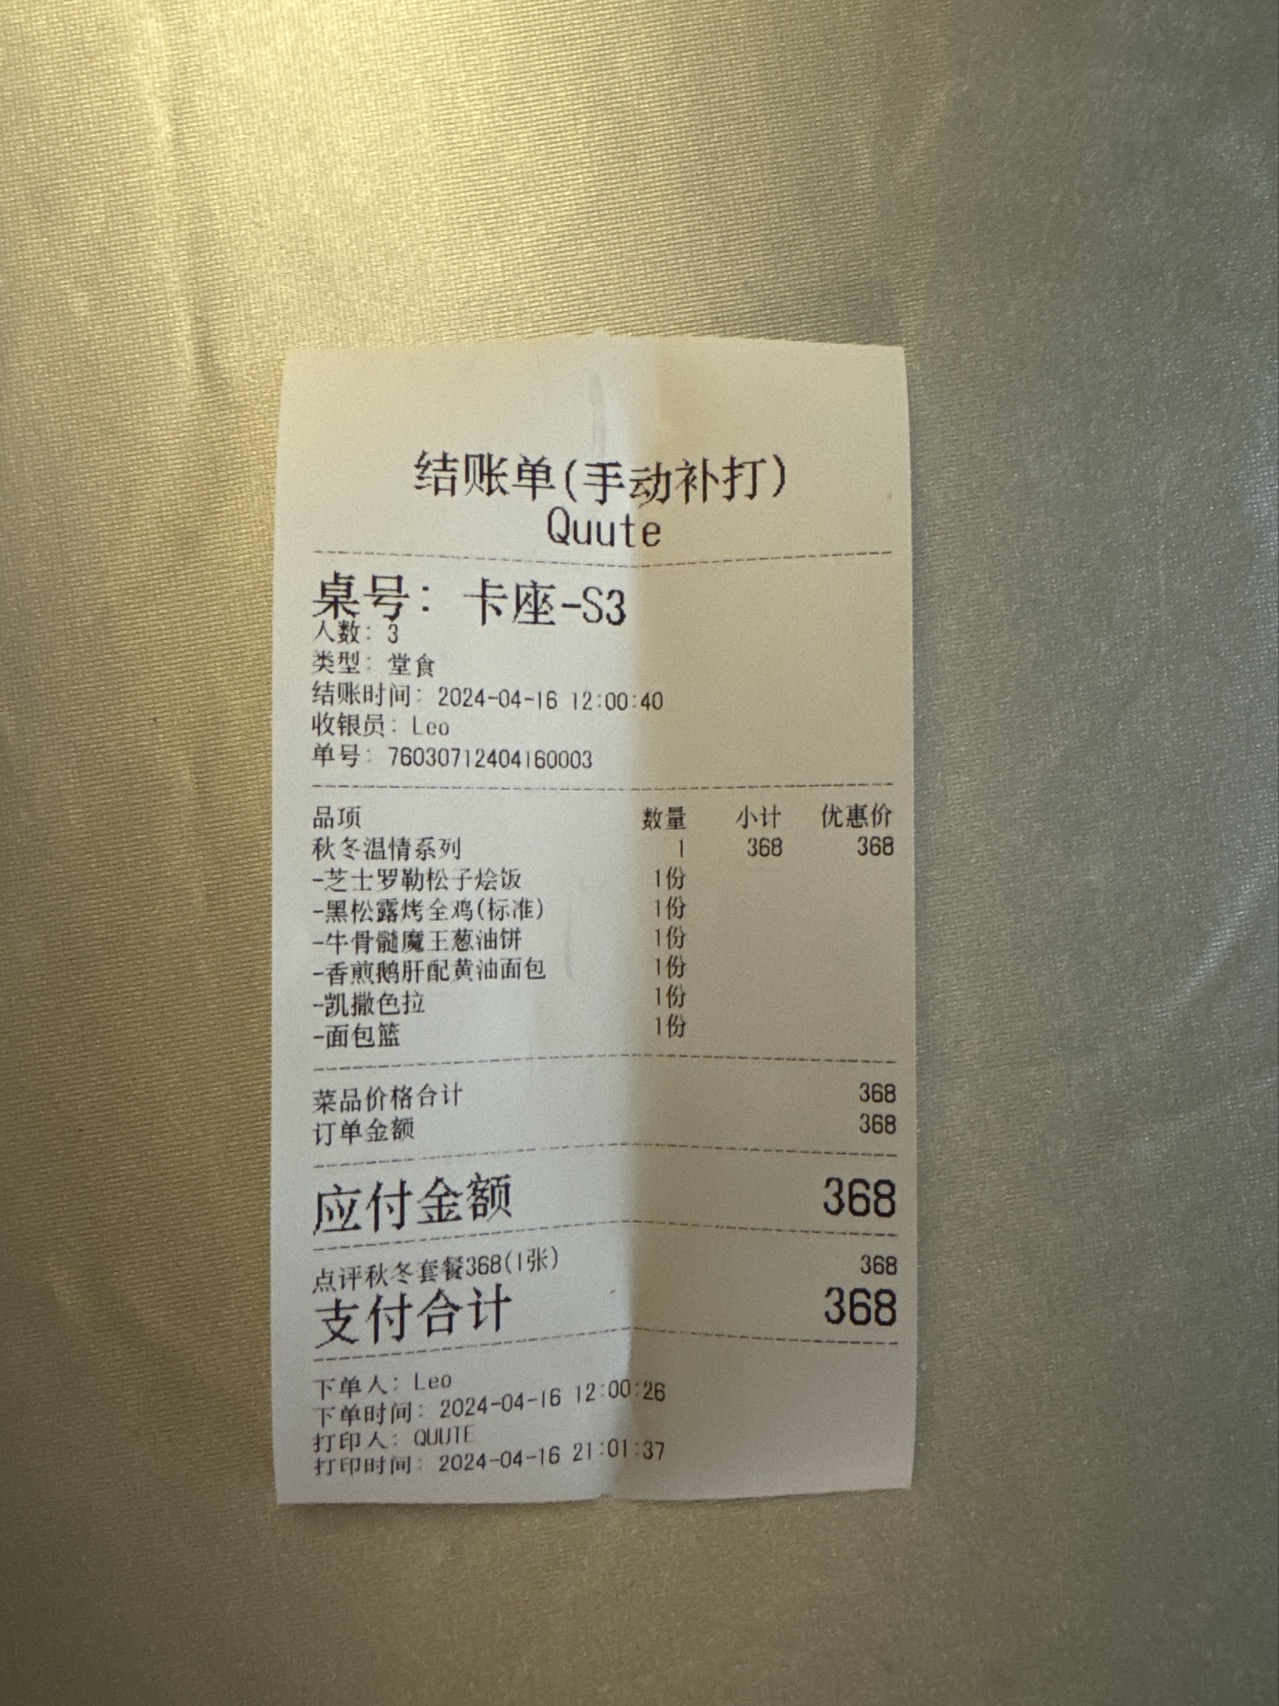 结账单(手动补打)
Quute
桌号: 卡座-S3
人数: 3
类型: 堂食
结账时间: 2024-04-16 12:00:40
收银员: Leo
单号: 76030712404160003
品项 数量 小计 优惠价
秋冬温情系列 1 368 368
-芝士罗勒松子烩饭 1份
-黑松露烤全鸡(标准) 1份
-牛骨髓魔王葱油饼 1份
-香煎鹅肝配黄油面包 1份
-凯撒色拉 1份
-面包篮 1份
菜品价格合计 368
订单金额 368
应付金额 368
点评秋冬套餐368(1张) 368
支付合计 368
下单人: Leo
下单时间: 2024-04-16 12:00:26
打印人: QUUTE
打印时间: 2024-04-16 21:01:37